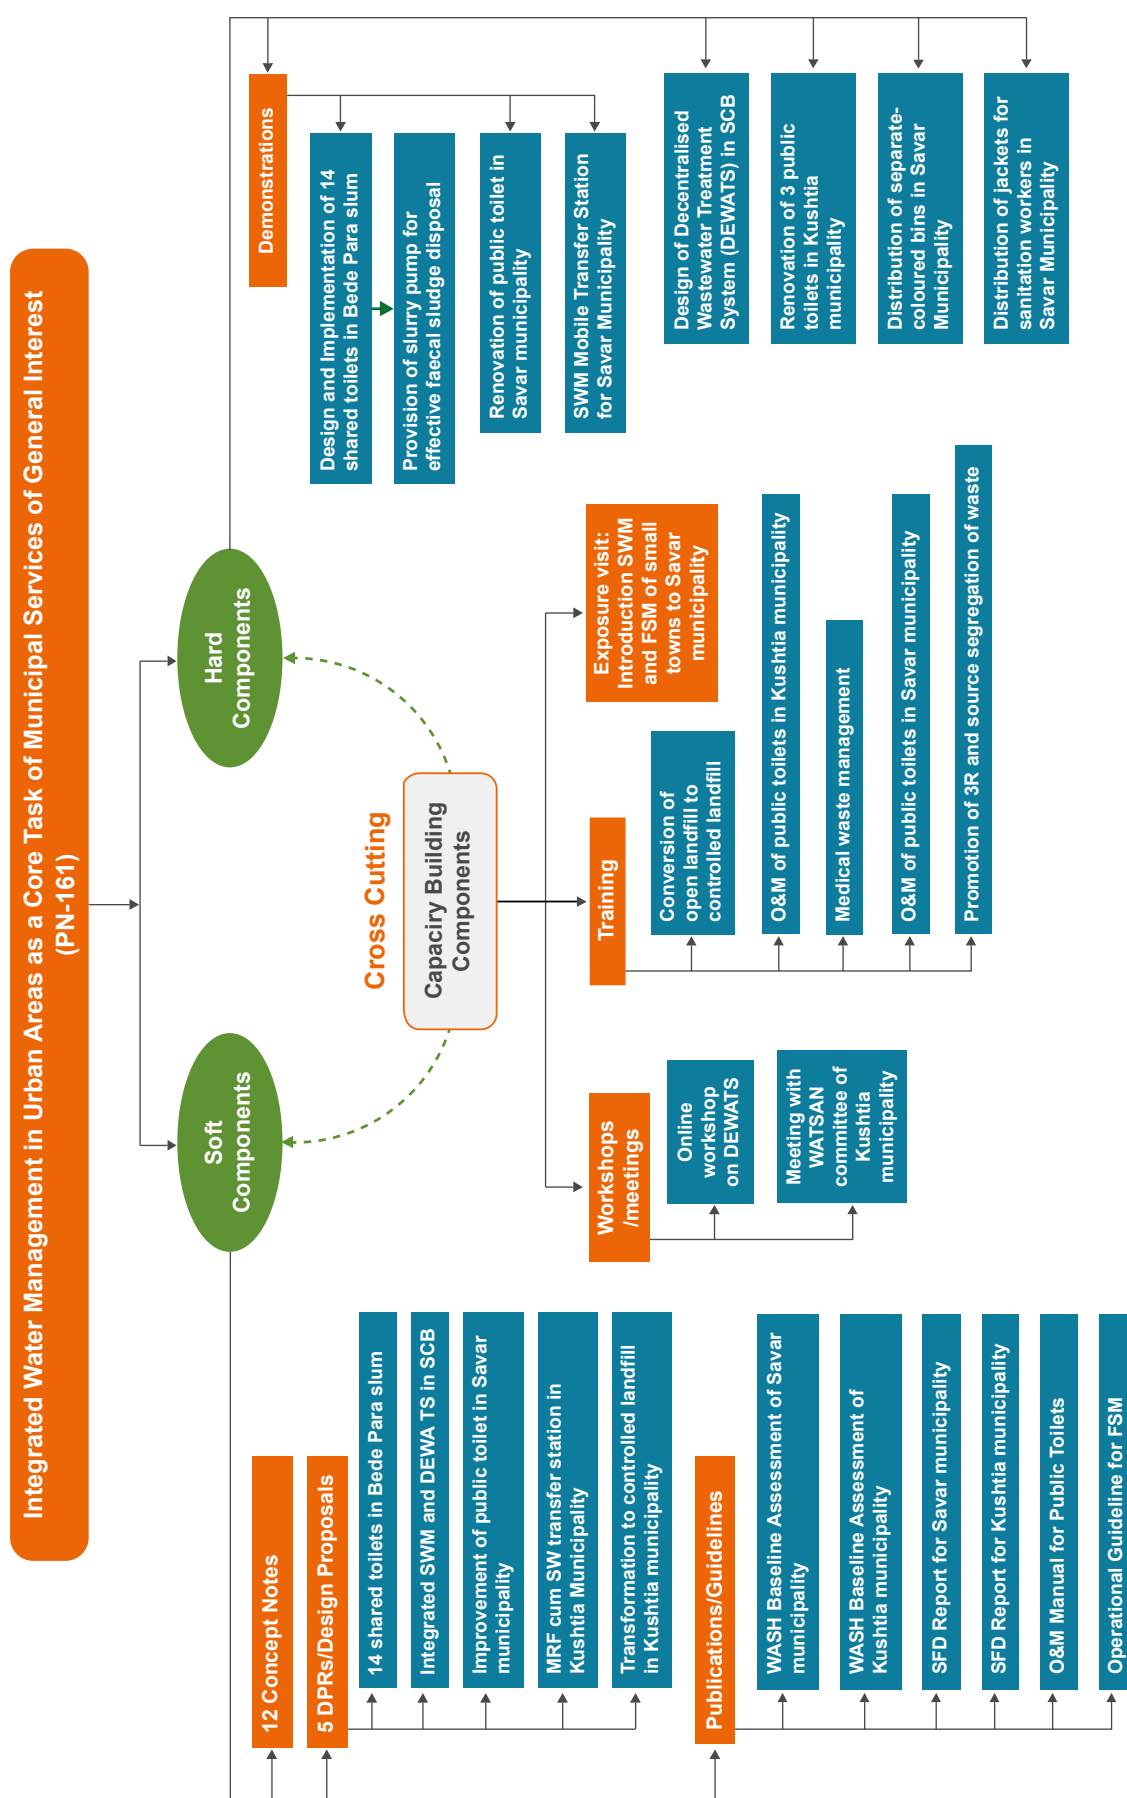 Integrated Water Management in Urban Areas as a Core Task of Municipal Services of General Interest
(PN-161)
Soft
Components
Hard
Components
Cross Cutting
Capaciry Building
Components
12 Concept Notes
5 DPRs/Design Proposals
14 shared toilets in Bede Para slum
Integrated SWM and DEWA TS in SCB
Improvement of public toilet in Savar
municipality
MRF cum SW transfer station in
Kushtia Municipality
Transformation to controlled landfill
in Kushtia municipality
Publications/Guidelines
WASH Baseline Assessment of Savar
municipality
WASH Baseline Assessment of
Kushtia municipality
SFD Report for Savar municipality
SFD Report for Kushtia municipality
O&M Manual for Public Toilets
Operational Guideline for FSM
Workshops
/meetings
Online
workshop
on DEWATS
Meeting with
WATSAN
committee of
Kushtia
municipality
Training
Conversion of
open landfill to
controlled landfill
O&M of public toilets in Kushtia municipality
Medical waste management
O&M of public toilets in Savar municipality
Promotion of 3R and source segregation of waste
Exposure visit:
Introduction SWM
and FSM of small
towns to Savar
municipality
Demonstrations
Design and Implementation of 14
shared toilets in Bede Para slum
Provision of slurry pump for
effective faecal sludge disposal
Renovation of public toilet in
Savar municipality
SWM Mobile Transfer Station
for Savar Municipality
Design of Decentralised
Wastewater Treatment
System (DEWATS) in SCB
Renovation of 3 public
toilets in Kushtia
municipality
Distribution of separate-
coloured bins in Savar
Municipality
Distribution of jackets for
sanitation workers in
Savar Municipality